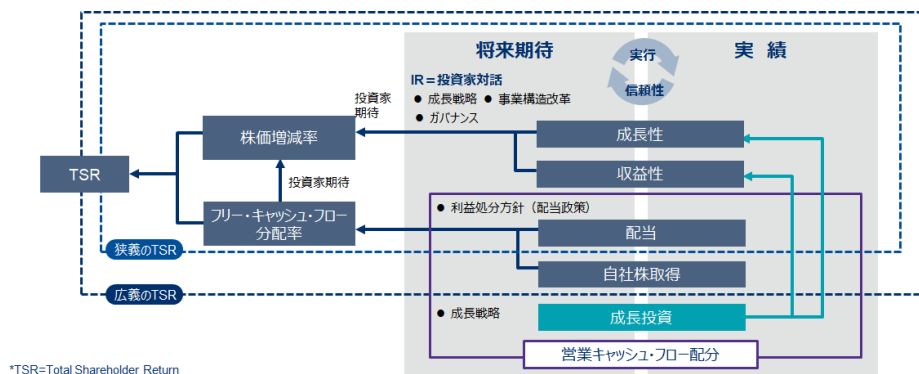 将来期待
実 績
実行
信頼性
IR=投資家対話
● 成長戦略 ● 事業構造改革
● ガバナンス
投資家
期待
株価増減率
成長性
収益性
TSR
投資家期待
● 利益処分方針（配当政策）
フリー・キャッシュ・フロー
分配率
配当
狭義のTSR
自社株取得
広義のTSR
● 成長戦略
成長投資
営業キャッシュ・フロー配分
*TSR=Total Shareholder Return